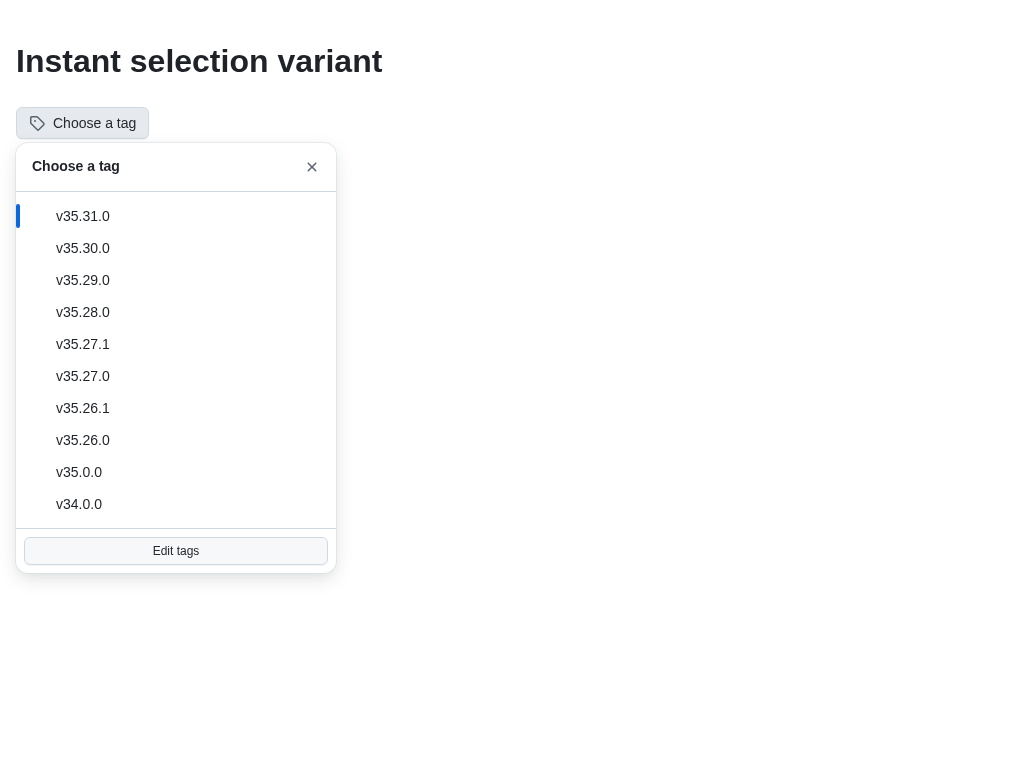 Instant selection variant
Choose a tag
Choose a tag
v35.31.0
v35.30.0
v35.29.0
v35.28.0
v35.27.1
v35.27.0
v35.26.1
v35.26.0
v35.0.0
v34.0.0
Edit tags